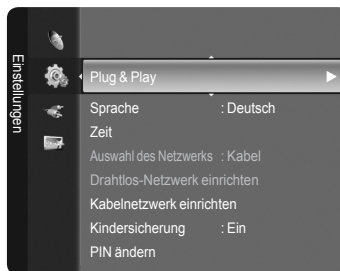 Einstellungen
Plug & Play
Sprache : Deutsch
Zeit
Auswahl des Netzwerks : Kabel
Drahtlos-Netzwerk einrichten
Kabelnetzwerk einrichten
Kindersicherung : Ein
PIN ändern